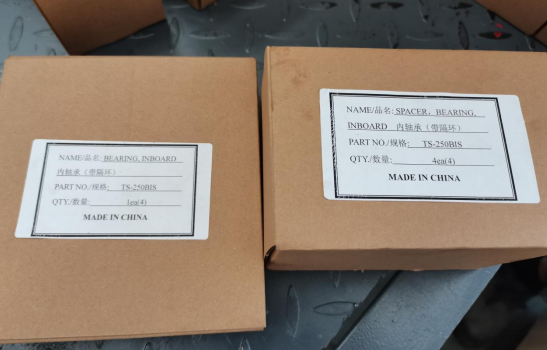 NAME/品名: BEARING, INBOARD
内轴承（带隔环）
PART NO./规格: TS-250BIS
QTY./数量: 1ea(4)
MADE IN CHINA
NAME/品名: SPACER, BEARING,
INBOARD 内轴承（带隔环）
PART NO./规格: TS-250BIS
QTY./数量: 4ea(4)
MADE IN CHINA